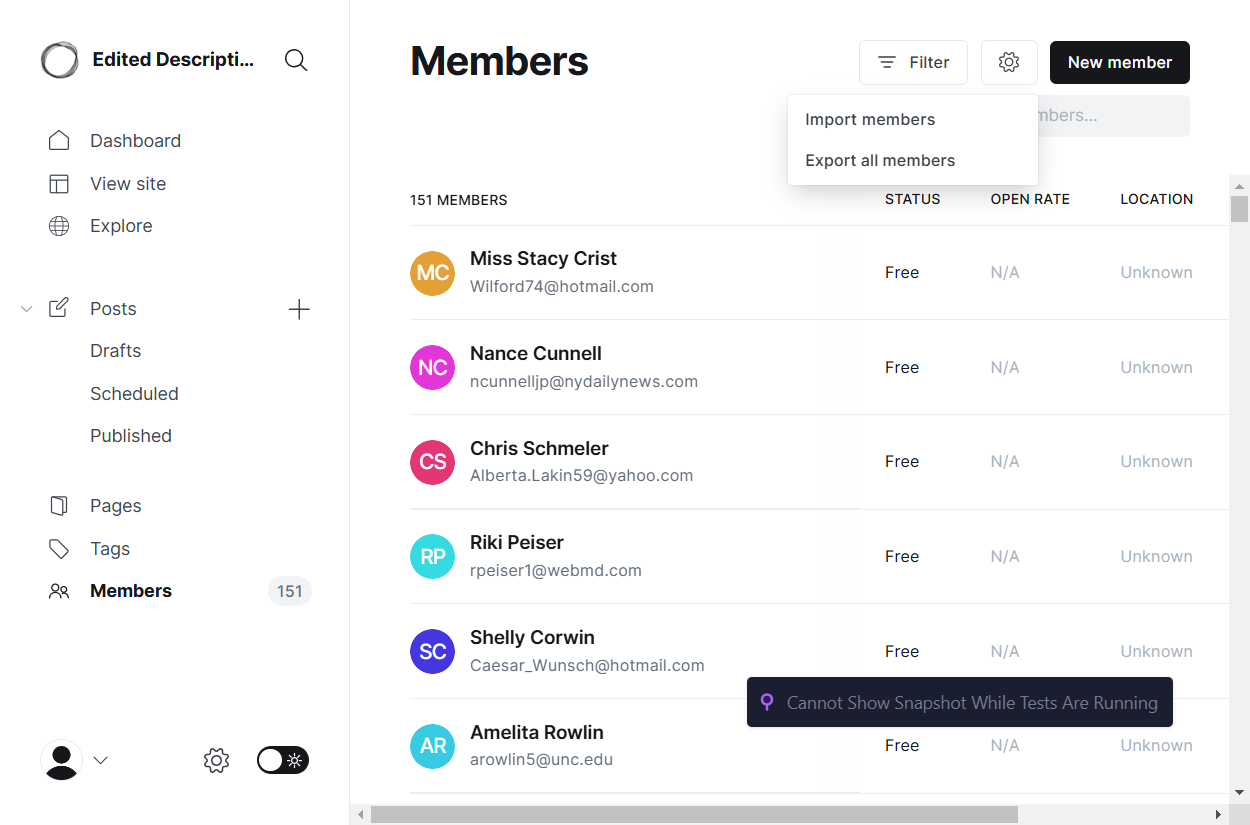 Edited Descripti...
Dashboard
View site
Explore
Posts
Drafts
Scheduled
Published
Pages
Tags
Members
151
Members
Filter
New member
mbers...
Import members
Export all members
151 MEMBERS
STATUS
OPEN RATE
LOCATION
MC
Miss Stacy Crist
Wilford74@hotmail.com
Free
N/A
Unknown
NC
Nance Cunnell
ncunnelljp@nydailynews.com
Free
N/A
Unknown
CS
Chris Schmeler
Alberta.Lakin59@yahoo.com
Free
N/A
Unknown
RP
Riki Peiser
rpeiser1@webmd.com
Free
N/A
Unknown
SC
Shelly Corwin
Caesar_Wunsch@hotmail.com
Free
N/A
Unknown
Cannot Show Snapshot While Tests Are Running
AR
Amelita Rowlin
arowlin5@unc.edu
Free
N/A
Unknown